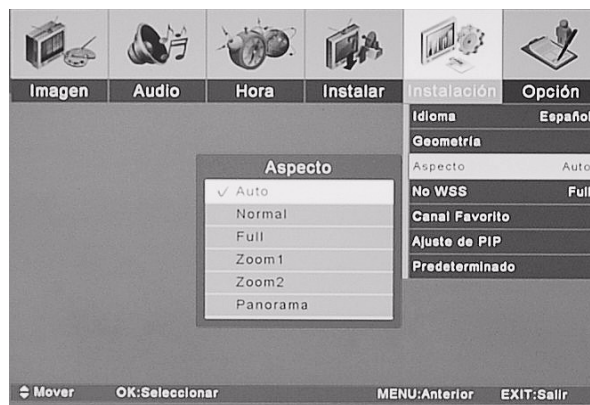 Imagen Audio Hora Instalar Instalación Opción
Idioma Español
Geometría
Aspecto Auto
No WSS Full
Canal Favorito
Ajuste de PIP
Predeterminado
Aspecto
✓ Auto
Normal
Full
Zoom1
Zoom2
Panorama
Mover OK:Seleccionar MENU:Anterior EXIT:Salir